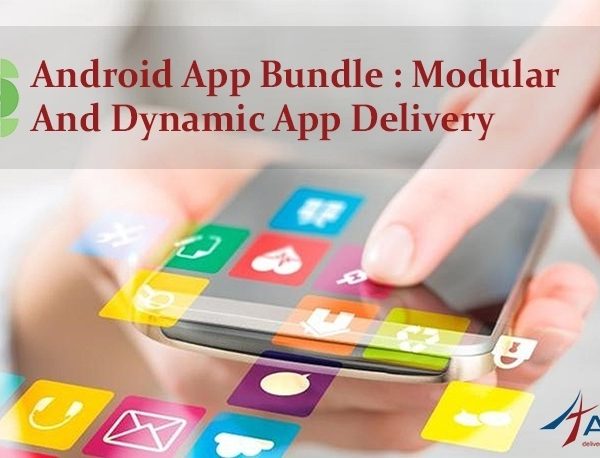 Android App Bundle : Modular
And Dynamic App Delivery